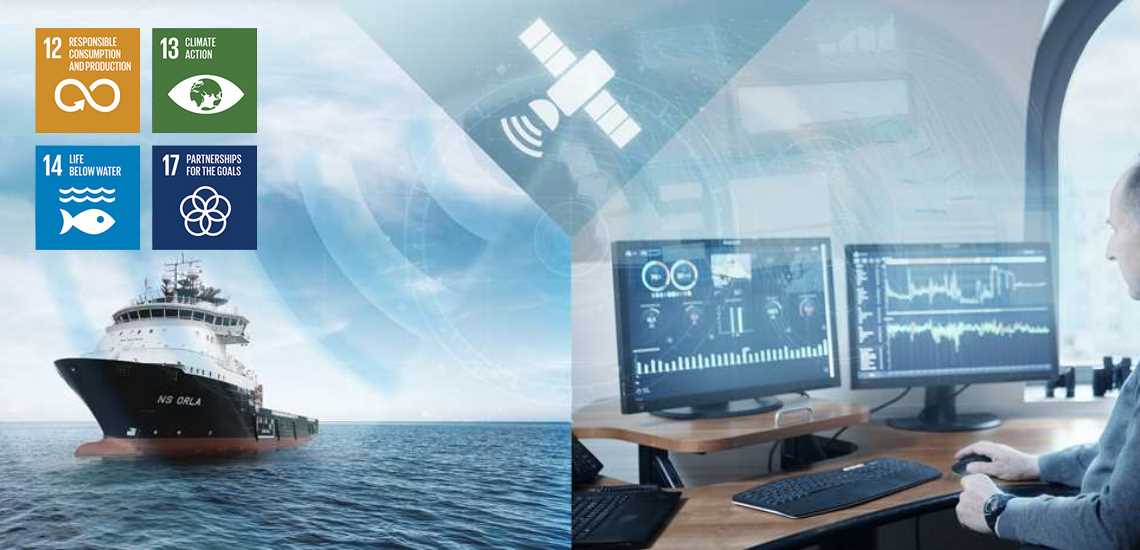 12 RESPONSIBLE
CONSUMPTION
AND PRODUCTION
13 CLIMATE
ACTION
14 LIFE
BELOW WATER
17 PARTNERSHIPS
FOR THE GOALS
NS ORLA